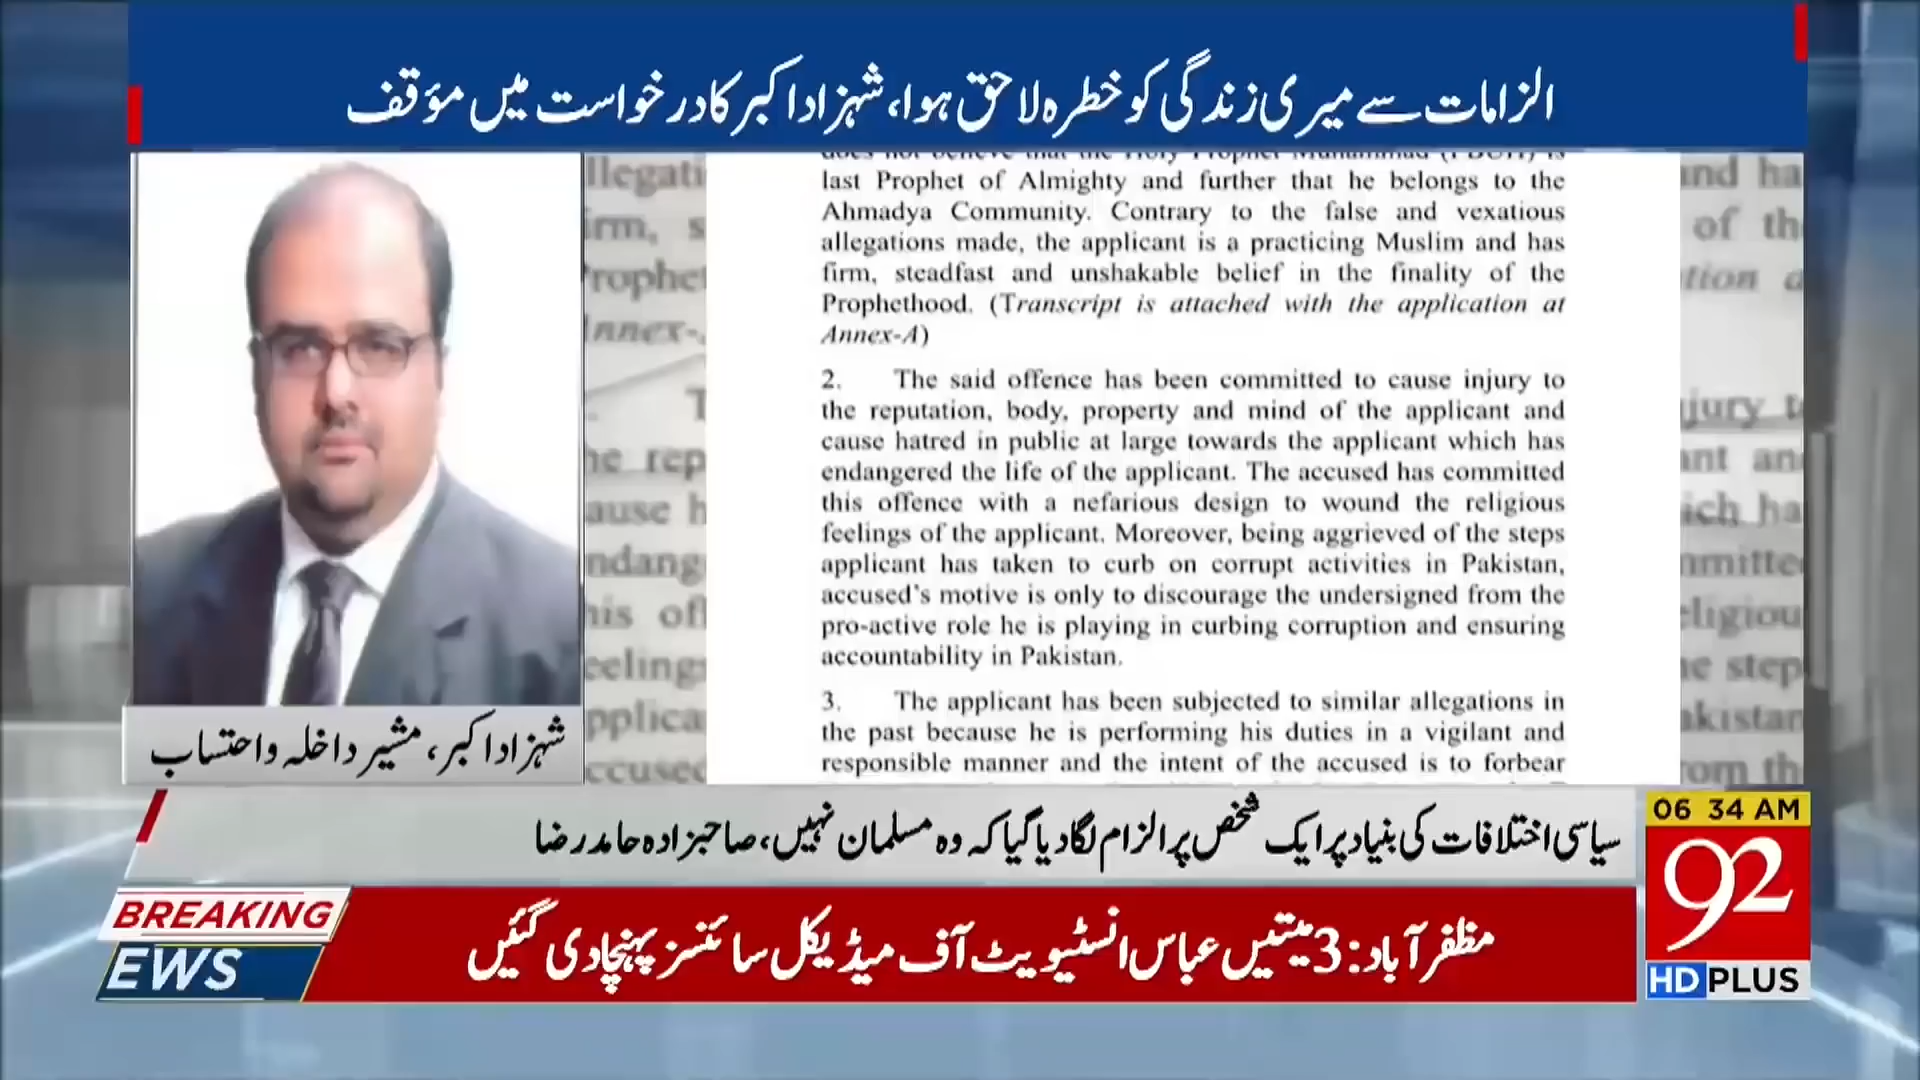 الزامات سے میری زندگی کو خطرہ لاحق ہوا، شہزاد اکبر کا درخواست میں مؤقف
does not believe that the Holy Prophet Muhammad (PBUH) is
last Prophet of Almighty and further that he belongs to the
Ahmadya Community. Contrary to the false and vexatious
allegations made, the applicant is a practicing Muslim and has
firm, steadfast and unshakable belief in the finality of the
Prophethood. (Transcript is attached with the application at
Annex-A)
2. The said offence has been committed to cause injury to
the reputation, body, property and mind of the applicant and
cause hatred in public at large towards the applicant which has
endangered the life of the applicant. The accused has committed
this offence with a nefarious design to wound the religious
feelings of the applicant. Moreover, being aggrieved of the steps
applicant has taken to curb on corrupt activities in Pakistan,
accused's motive is only to discourage the undersigned from the
pro-active role he is playing in curbing corruption and ensuring
accountability in Pakistan.
3. The applicant has been subjected to similar allegations in
the past because he is performing his duties in a vigilant and
responsible manner and the intent of the accused is to forbear
شہزاد اکبر، مشیر داخلہ و احتساب
سیاسی اختلافات کی بنیاد پر ایک شخص پر الزام لگا دیا گیا کہ وہ مسلمان نہیں، صاحبزادہ حامد رضا
06 34 AM
BREAKING
EWS
مظفر آباد: 3 میتیں عباس انسٹیویٹ آف میڈیکل سائنسز پہنچا دی گئیں
92
HD PLUS